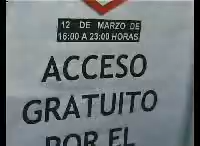 12 DE MARZO DE
16:00 A 23:00 HORAS
ACCESO
GRATUITO
POR EL